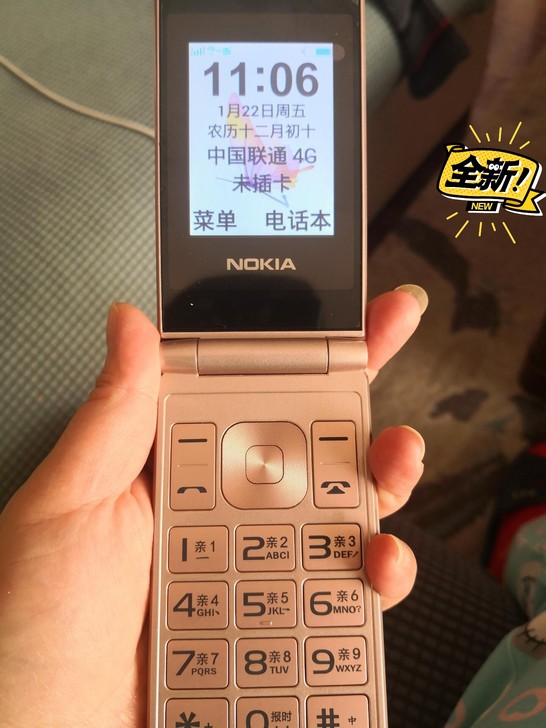 11:06
1月22日周五
农历十二月初十
中国联通 4G
未插卡
菜单 电话本
NOKIA
全新!
NEW
1 亲1
2 亲2 ABC
3 亲3 DEF
4 亲4 GHI
5 亲5 JKL
6 亲6 MNO?
7 亲7 PQRS
8 亲8 TUV
9 亲9 WXYZ
*+
0 报时
# 中